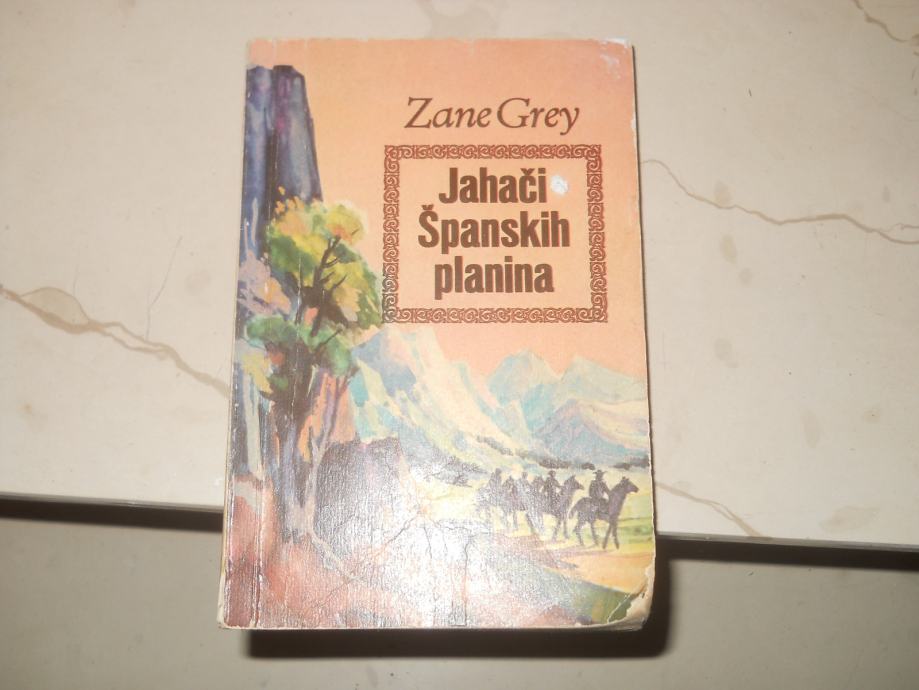 Zane Grey
Jahači
Španskih
planina